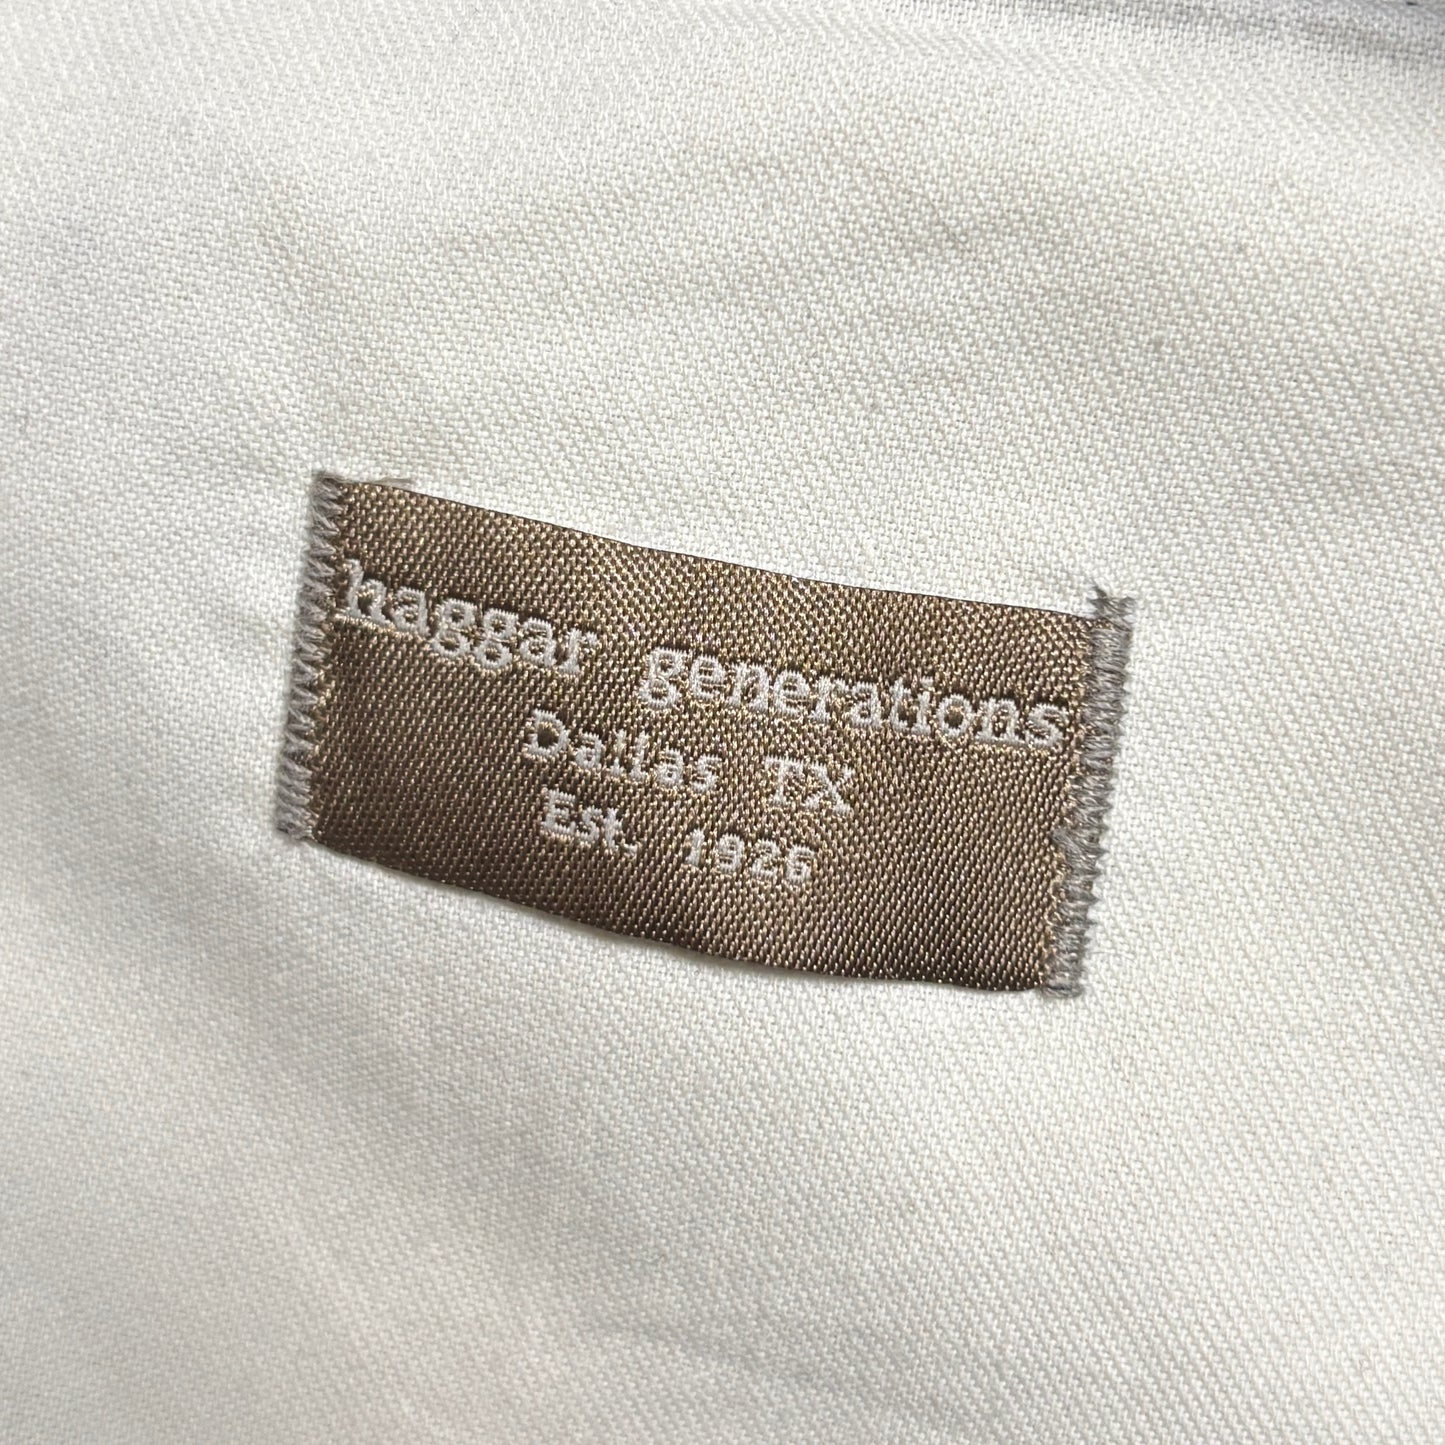 haggar generations
Dallas TX
Est. 1926